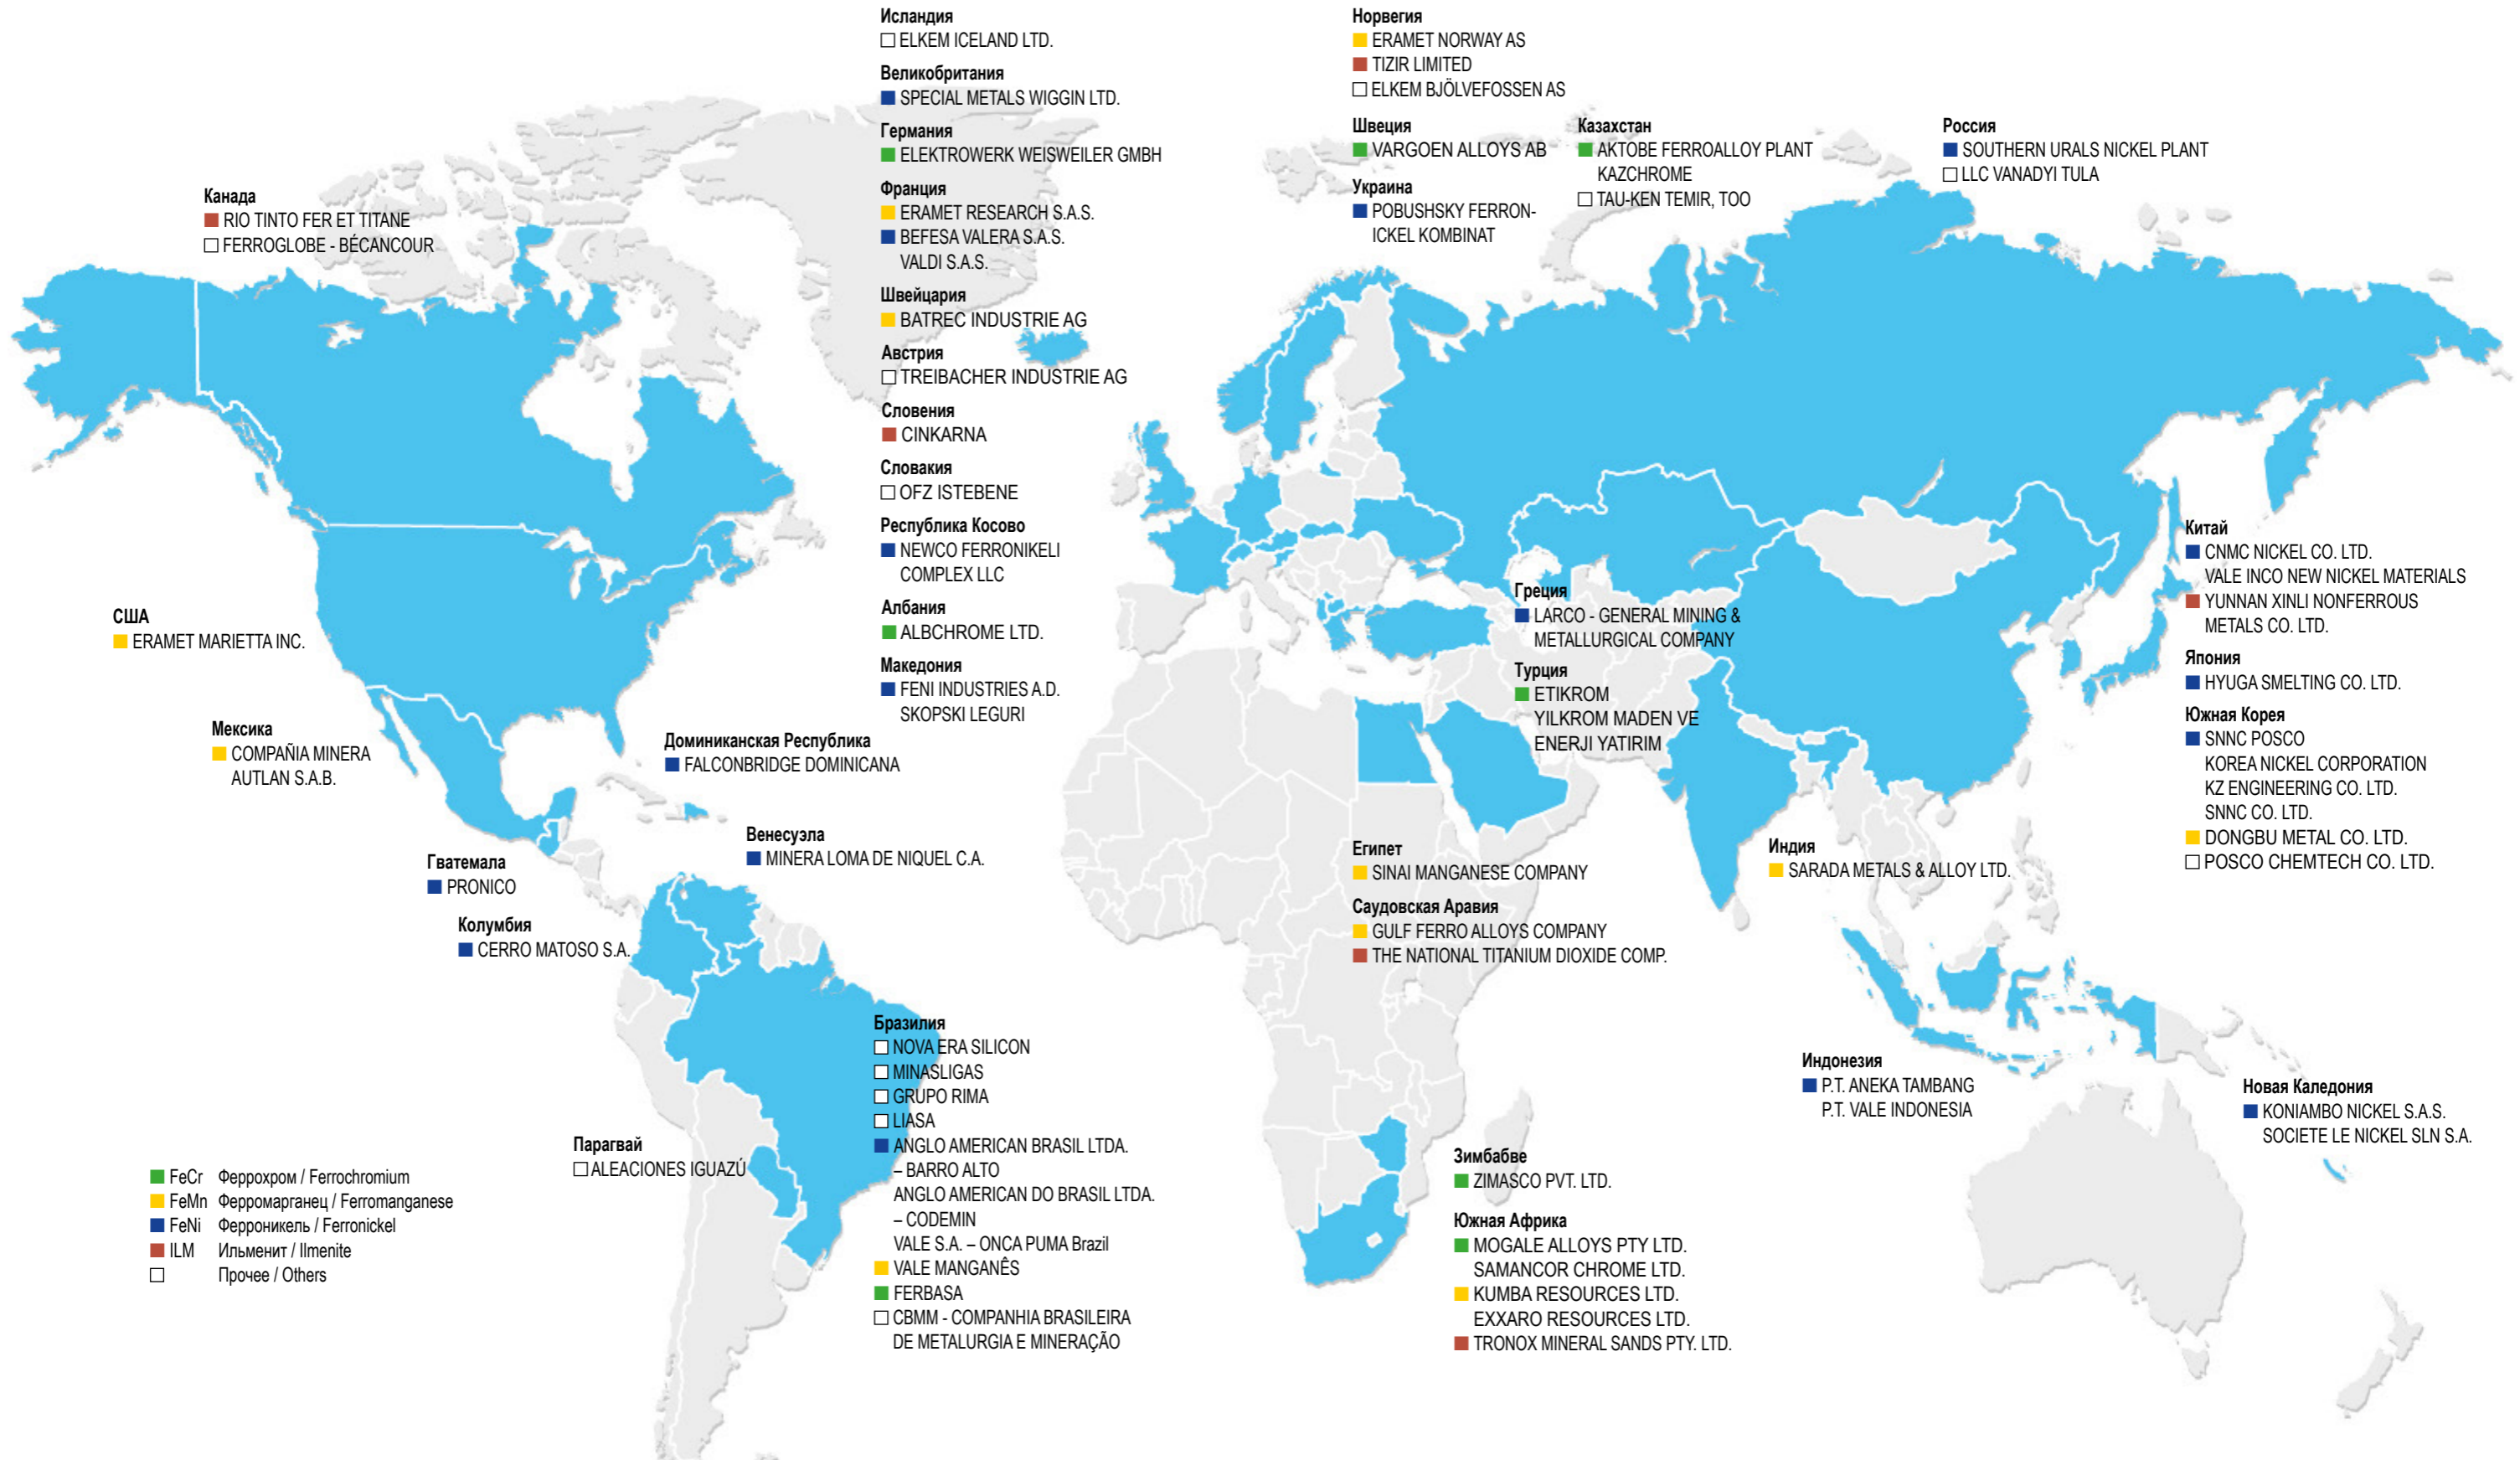 Исландия
ELKEM ICELAND LTD.
Великобритания
SPECIAL METALS WIGGIN LTD.
Германия
ELEKTROWERK WEISWEILER GMBH
Франция
ERAMET RESEARCH S.A.S.
BEFESA VALERA S.A.S.
VALDI S.A.S.
Швейцария
BATREC INDUSTRIE AG
Австрия
TREIBACHER INDUSTRIE AG
Словения
CINKARNA
Словакия
OFZ ISTEBENE
Республика Косово
NEWCO FERRONIKELI
COMPLEX LLC
Албания
ALBCHROME LTD.
Македония
FENI INDUSTRIES A.D.
SKOPSKI LEGURI
Норвегия
ERAMET NORWAY AS
TIZIR LIMITED
ELKEM BJÖLVEFOSSEN AS
Швеция
VARGOEN ALLOYS AB
Украина
POBUSHSKY FERRON-
ICKEL KOMBINAT
Казахстан
AKTOBE FERROALLOY PLANT
KAZCHROME
TAU-KEN TEMIR, TOO
Россия
SOUTHERN URALS NICKEL PLANT
LLC VANADYI TULA
Канада
RIO TINTO FER ET TITANE
FERROGLOBE - BÉCANCOUR
США
ERAMET MARIETTA INC.
Мексика
COMPAÑIA MINERA
AUTLAN S.A.B.
Доминиканская Республика
FALCONBRIDGE DOMINICANA
Венесуэла
MINERA LOMA DE NIQUEL C.A.
Гватемала
PRONICO
Колумбия
CERRO MATOSO S.A.
Греция
LARCO - GENERAL MINING &
METALLURGICAL COMPANY
Турция
ETIKROM
YILKROM MADEN VE
ENERJI YATIRIM
Китай
CNMC NICKEL CO. LTD.
VALE INCO NEW NICKEL MATERIALS
YUNNAN XINLI NONFERROUS
METALS CO. LTD.
Япония
HYUGA SMELTING CO. LTD.
Южная Корея
SNNC POSCO
KOREA NICKEL CORPORATION
KZ ENGINEERING CO. LTD.
SNNC CO. LTD.
DONGBU METAL CO. LTD.
POSCO CHEMTECH CO. LTD.
Египет
SINAI MANGANESE COMPANY
Саудовская Аравия
GULF FERRO ALLOYS COMPANY
THE NATIONAL TITANIUM DIOXIDE COMP.
Индия
SARADA METALS & ALLOY LTD.
Бразилия
NOVA ERA SILICON
MINASLIGAS
GRUPO RIMA
LIASA
ANGLO AMERICAN BRASIL LTDA.
– BARRO ALTO
ANGLO AMERICAN DO BRASIL LTDA.
– CODEMIN
VALE S.A. – ONCA PUMA Brazil
VALE MANGANÊS
FERBASA
CBMM - COMPANHIA BRASILEIRA
DE METALURGIA E MINERAÇÃO
Парагвай
ALEACIONES IGUAZÚ
Индонезия
P.T. ANEKA TAMBANG
P.T. VALE INDONESIA
Новая Каледония
KONIAMBO NICKEL S.A.S.
SOCIETE LE NICKEL SLN S.A.
Зимбабве
ZIMASCO PVT. LTD.
Южная Африка
MOGALE ALLOYS PTY LTD.
SAMANCOR CHROME LTD.
KUMBA RESOURCES LTD.
EXXARO RESOURCES LTD.
TRONOX MINERAL SANDS PTY. LTD.
FeCr Феррохром / Ferrochromium
FeMn Ферромарганец / Ferromanganese
FeNi Ферроникель / Ferronickel
ILM Ильменит / Ilmenite
Прочее / Others